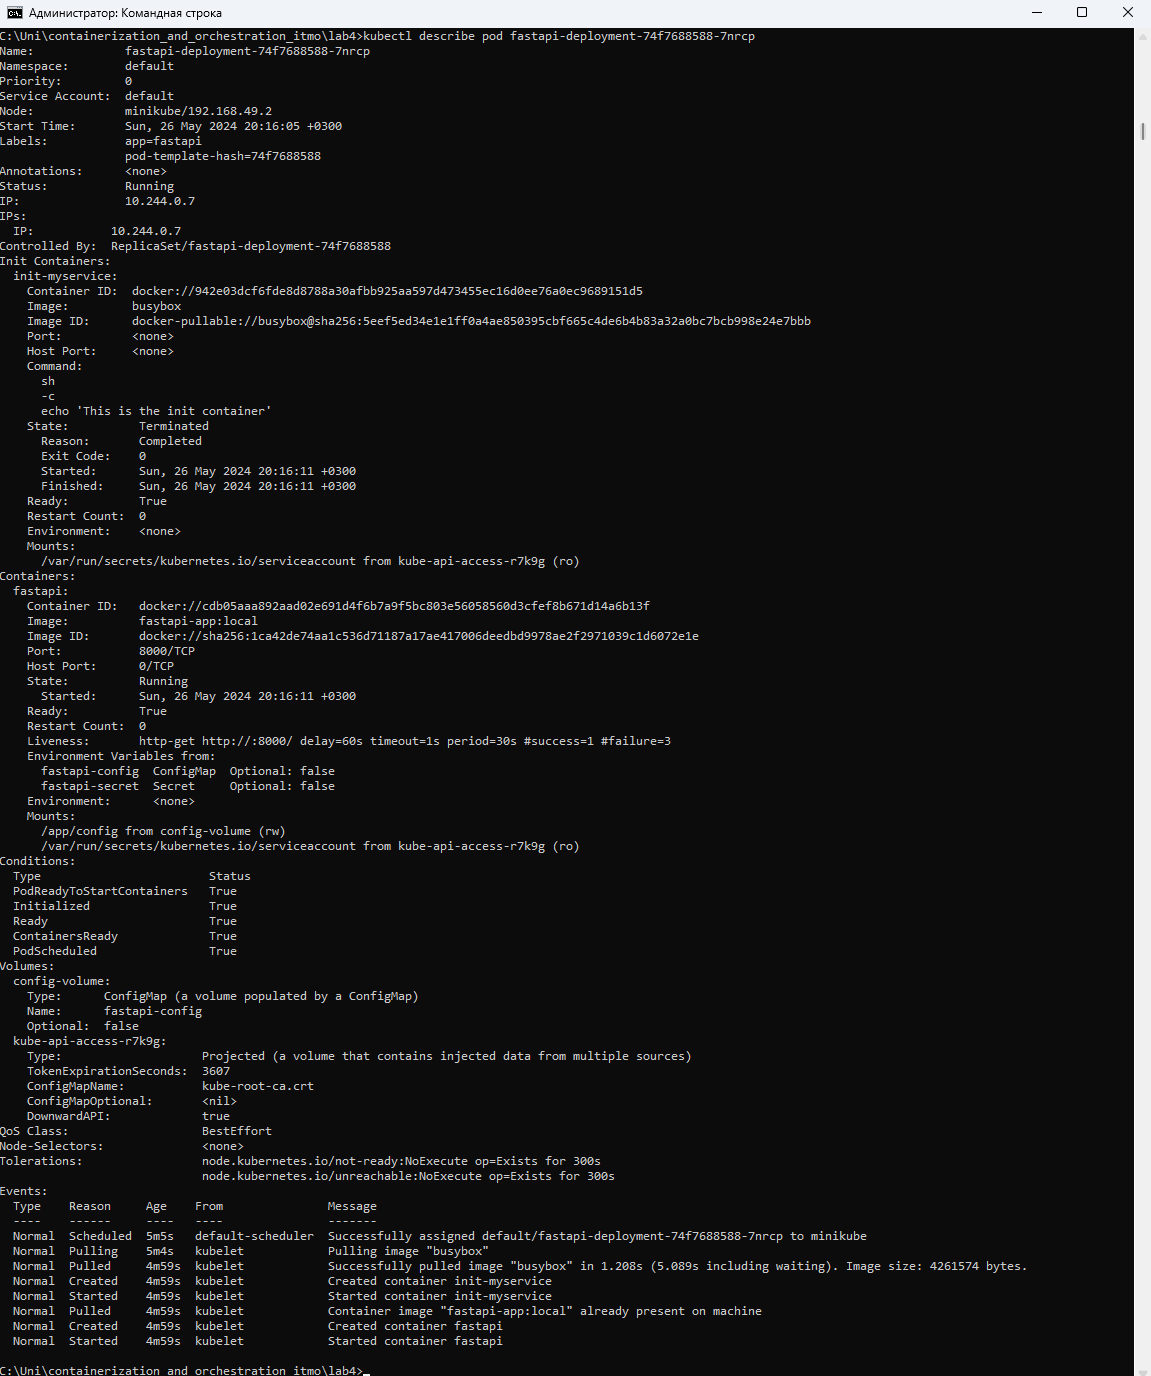 Администратор: Командная строка
C:\Uni\containerization_and_orchestration_itmo\lab4>kubectl describe pod fastapi-deployment-74f7688588-7nrcp
Name:             fastapi-deployment-74f7688588-7nrcp
Namespace:        default
Priority:         0
Service Account:  default
Node:             minikube/192.168.49.2
Start Time:       Sun, 26 May 2024 20:16:05 +0300
Labels:           app=fastapi
                  pod-template-hash=74f7688588
Annotations:      <none>
Status:           Running
IP:               10.244.0.7
IPs:
  IP:           10.244.0.7
Controlled By:  ReplicaSet/fastapi-deployment-74f7688588
Init Containers:
  init-myservice:
    Container ID:  docker://942e03dcf6fde8d8788a30afbb925aa597d473455ec16d0ee76a0ec9689151d5
    Image:         busybox
    Image ID:      docker-pullable://busybox@sha256:5eef5ed34e1e1ff0a4ae850395cbf665c4de6b4b83a32a0bc7bcb998e24e7bbb
    Port:          <none>
    Host Port:     <none>
    Command:
      sh
      -c
      echo 'This is the init container'
    State:          Terminated
      Reason:       Completed
      Exit Code:    0
      Started:      Sun, 26 May 2024 20:16:11 +0300
      Finished:     Sun, 26 May 2024 20:16:11 +0300
    Ready:          True
    Restart Count:  0
    Environment:    <none>
    Mounts:
      /var/run/secrets/kubernetes.io/serviceaccount from kube-api-access-r7k9g (ro)
Containers:
  fastapi:
    Container ID:   docker://cdb05aaa892aad02e691d4f6b7a9f5bc803e56058560d3cfef8b671d14a6b13f
    Image:          fastapi-app:local
    Image ID:       docker://sha256:1ca42de74aa1c536d71187a17ae417006deedbd9978ae2f2971039c1d6072e1e
    Port:           8000/TCP
    Host Port:      0/TCP
    State:          Running
      Started:      Sun, 26 May 2024 20:16:11 +0300
    Ready:          True
    Restart Count:  0
    Liveness:       http-get http://:8000/ delay=60s timeout=1s period=30s #success=1 #failure=3
    Environment Variables from:
      fastapi-config  ConfigMap  Optional: false
      fastapi-secret  Secret     Optional: false
    Environment:      <none>
    Mounts:
      /app/config from config-volume (rw)
      /var/run/secrets/kubernetes.io/serviceaccount from kube-api-access-r7k9g (ro)
Conditions:
  Type                        Status
  PodReadyToStartContainers   True
  Initialized                 True
  Ready                       True
  ContainersReady             True
  PodScheduled                True
Volumes:
  config-volume:
    Type:      ConfigMap (a volume populated by a ConfigMap)
    Name:      fastapi-config
    Optional:  false
  kube-api-access-r7k9g:
    Type:                    Projected (a volume that contains injected data from multiple sources)
    TokenExpirationSeconds:  3607
    ConfigMapName:           kube-root-ca.crt
    ConfigMapOptional:       <nil>
    DownwardAPI:             true
QoS Class:                   BestEffort
Node-Selectors:              <none>
Tolerations:                 node.kubernetes.io/not-ready:NoExecute op=Exists for 300s
                             node.kubernetes.io/unreachable:NoExecute op=Exists for 300s
Events:
  Type    Reason     Age    From               Message
  ----    ------     ----   ----               -------
  Normal  Scheduled  5m5s   default-scheduler  Successfully assigned default/fastapi-deployment-74f7688588-7nrcp to minikube
  Normal  Pulling    5m4s   kubelet            Pulling image "busybox"
  Normal  Pulled     4m59s  kubelet            Successfully pulled image "busybox" in 1.208s (5.089s including waiting). Image size: 4261574 bytes.
  Normal  Created    4m59s  kubelet            Created container init-myservice
  Normal  Started    4m59s  kubelet            Started container init-myservice
  Normal  Pulled     4m59s  kubelet            Container image "fastapi-app:local" already present on machine
  Normal  Created    4m59s  kubelet            Created container fastapi
  Normal  Started    4m59s  kubelet            Started container fastapi
C:\Uni\containerization_and_orchestration_itmo\lab4>